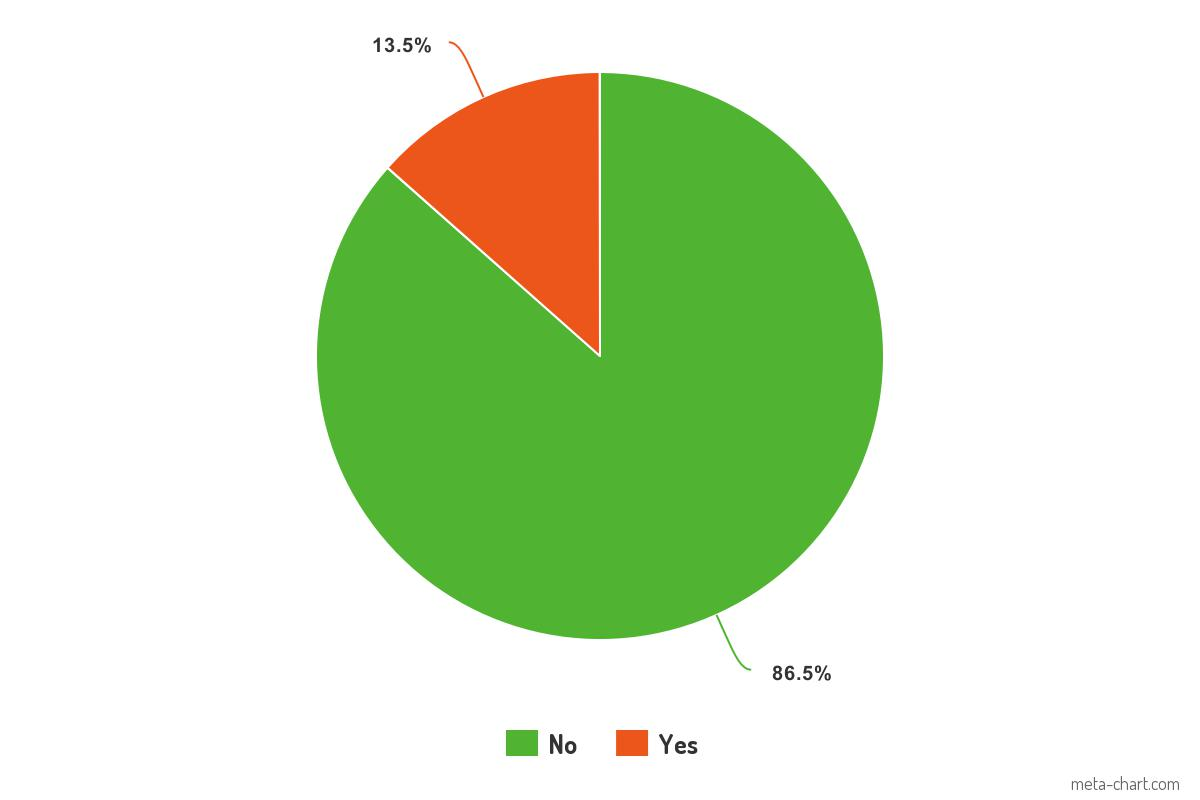 13.5%
86.5%
No
Yes
meta-chart.com